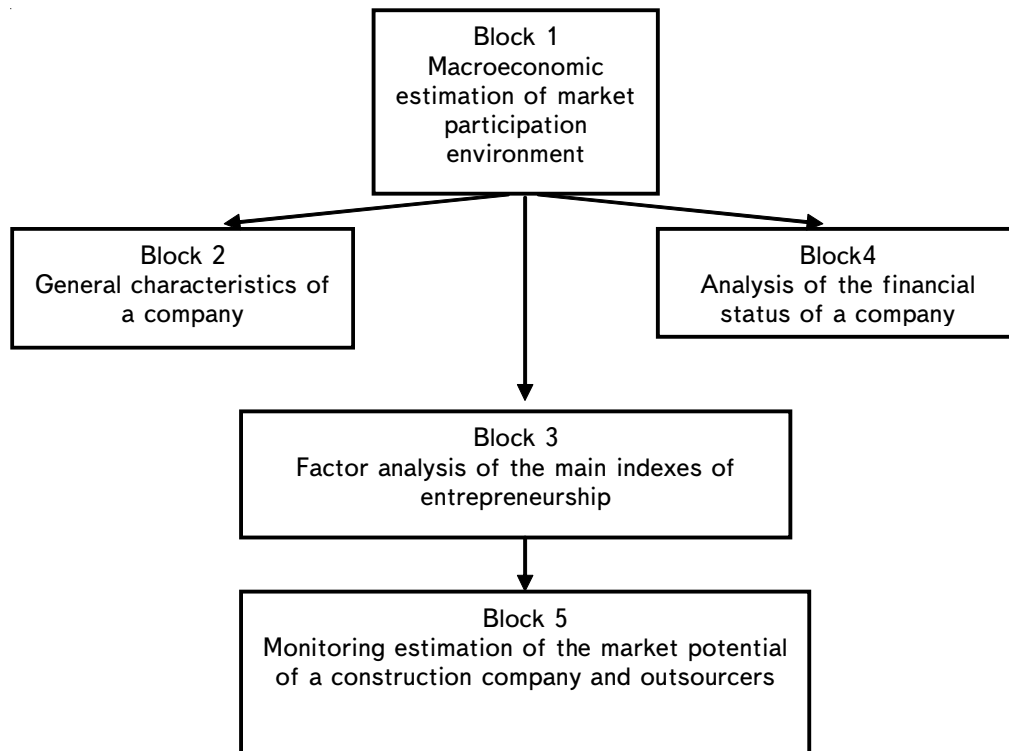 Block 1
Macroeconomic
estimation of market
participation
environment
Block 2
General characteristics of
a company
Block4
Analysis of the financial
status of a company
Block 3
Factor analysis of the main indexes of
entrepreneurship
Block 5
Monitoring estimation of the market potential
of a construction company and outsourcers